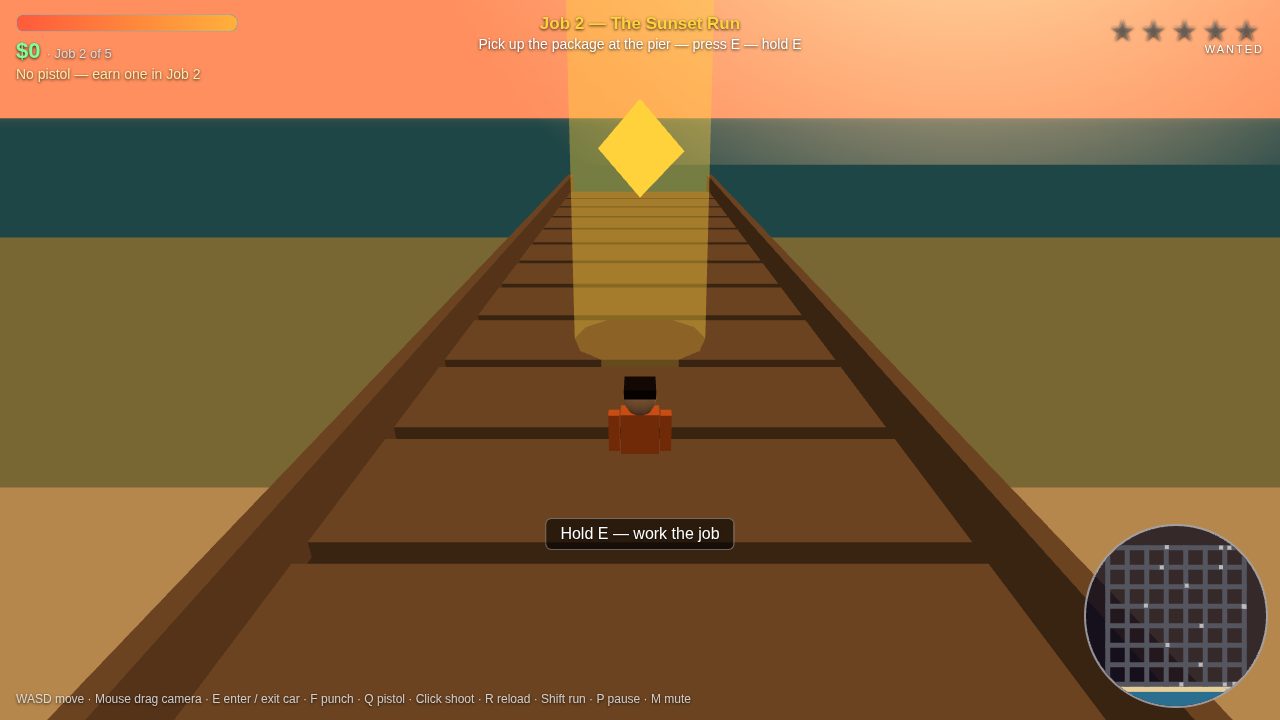 Job 2 — The Sunset Run
Pick up the package at the pier — press E — hold E
$0 · Job 2 of 5
No pistol — earn one in Job 2
WANTED
Hold E — work the job
WASD move · Mouse drag camera · E enter / exit car · F punch · Q pistol · Click shoot · R reload · Shift run · P pause · M mute